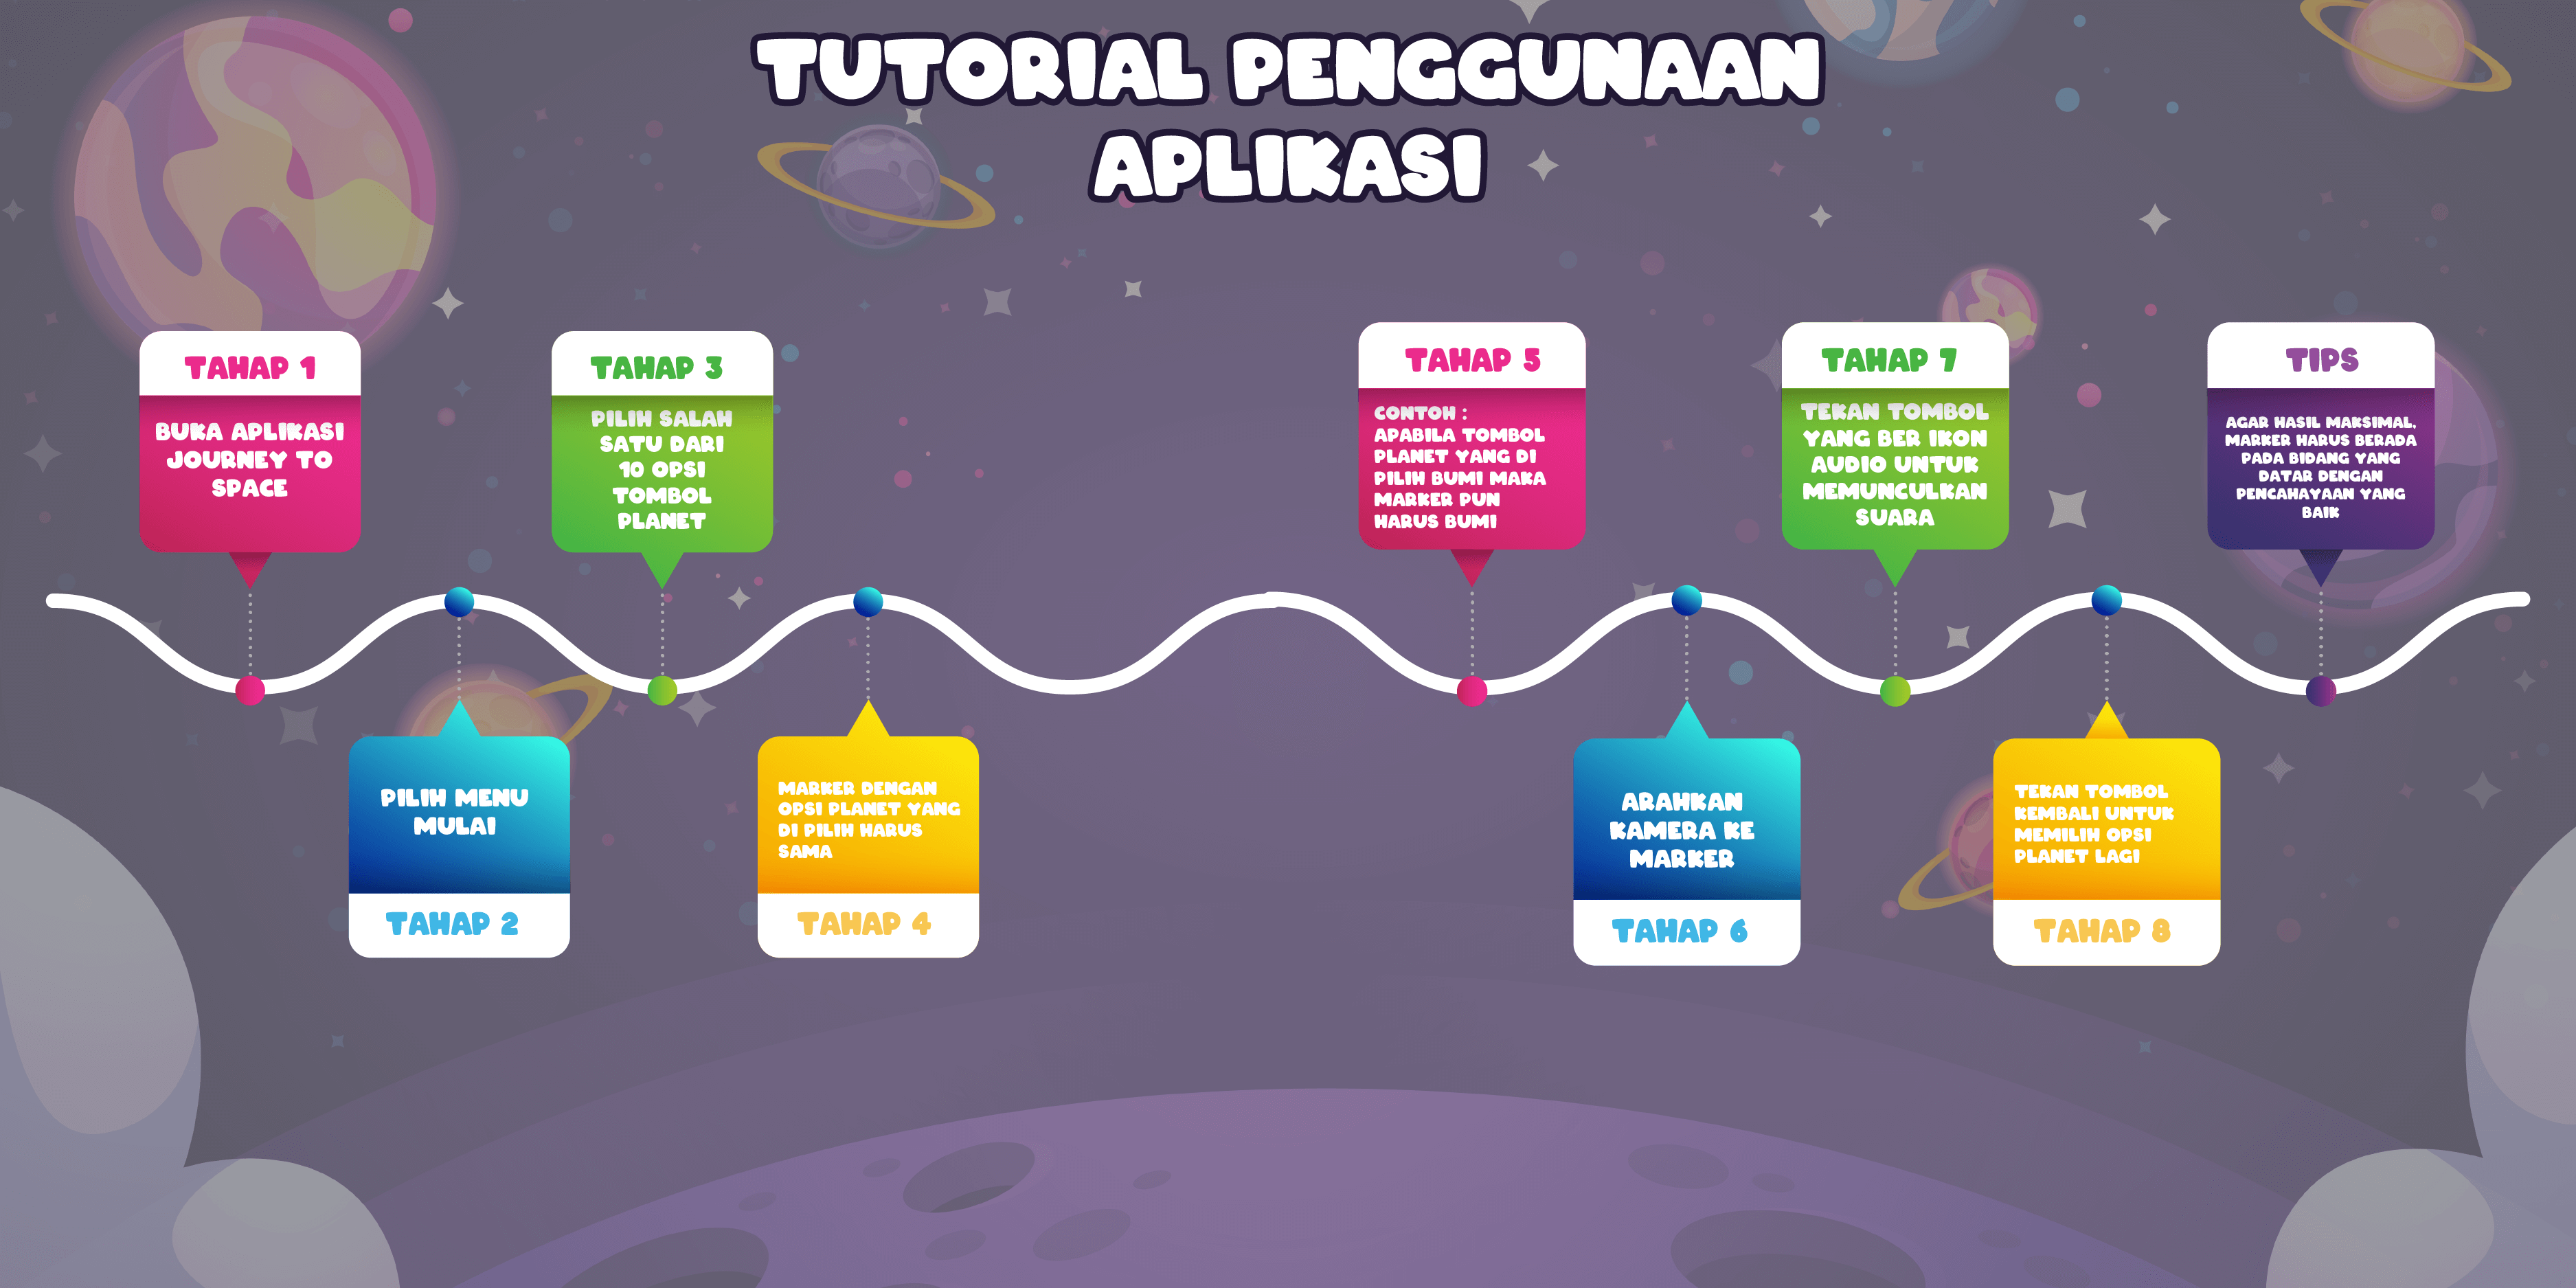 TUTORIAL PENGGUNAAN
APLIKASI
TAHAP 1
BUKA APLIKASI
JOURNEY TO
SPACE
PILIH MENU
MULAI
TAHAP 2
TAHAP 3
PILIH SALAH
SATU DARI
10 OPSI
TOMBOL
PLANET
MARKER DENGAN
OPSI PLANET YANG
DI PILIH HARUS
SAMA
TAHAP 4
TAHAP 5
CONTOH :
APABILA TOMBOL
PLANET YANG DI
PILIH BUMI MAKA
MARKER PUN
HARUS BUMI
ARAHKAN
KAMERA KE
MARKER
TAHAP 6
TAHAP 7
TEKAN TOMBOL
YANG BER IKON
AUDIO UNTUK
MEMUNCULKAN
SUARA
TEKAN TOMBOL
KEMBALI UNTUK
MEMILIH OPSI
PLANET LAGI
TAHAP 8
TIPS
AGAR HASIL MAKSIMAL,
MARKER HARUS BERADA
PADA BIDANG YANG
DATAR DENGAN
PENCAHAYAAN YANG
BAIK